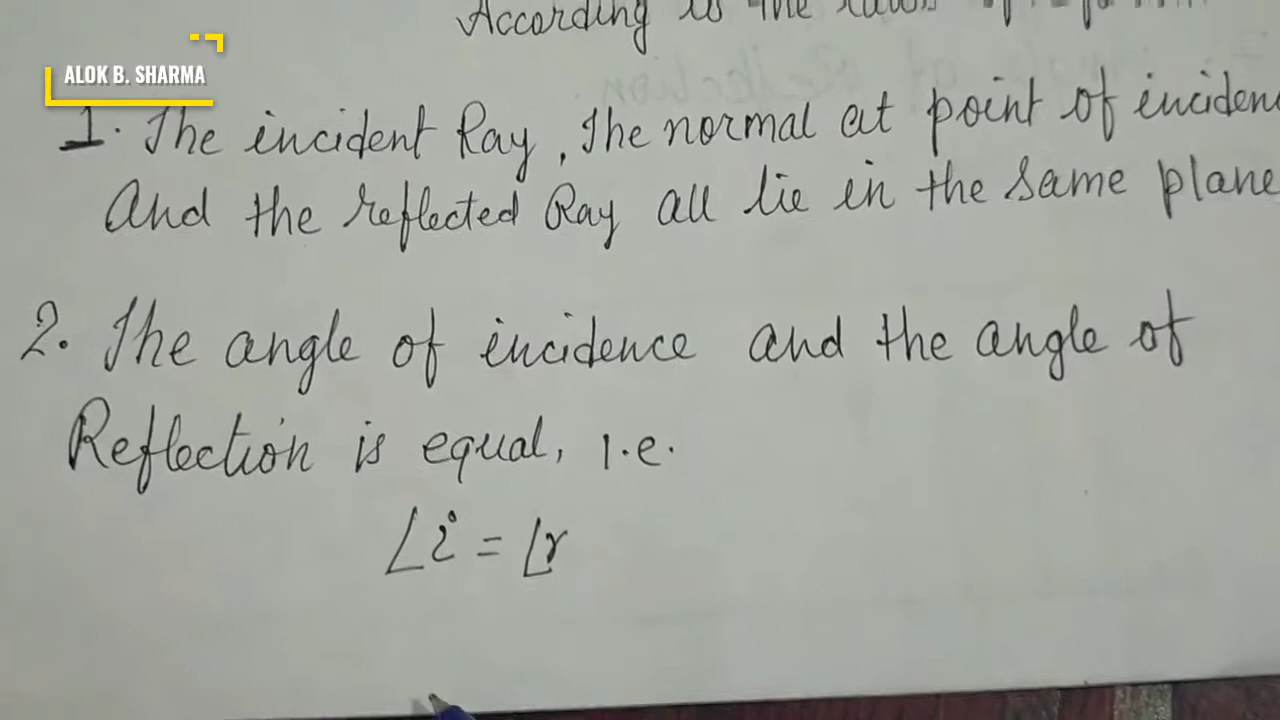 According to the laws of
ALOK B. SHARMA
1. The incident Ray, The normal at point of inciden
And the reflected Ray all lie in the same plane
2. The angle of incidence and the angle of
Reflection is equal, i.e.
∠i = ∠r